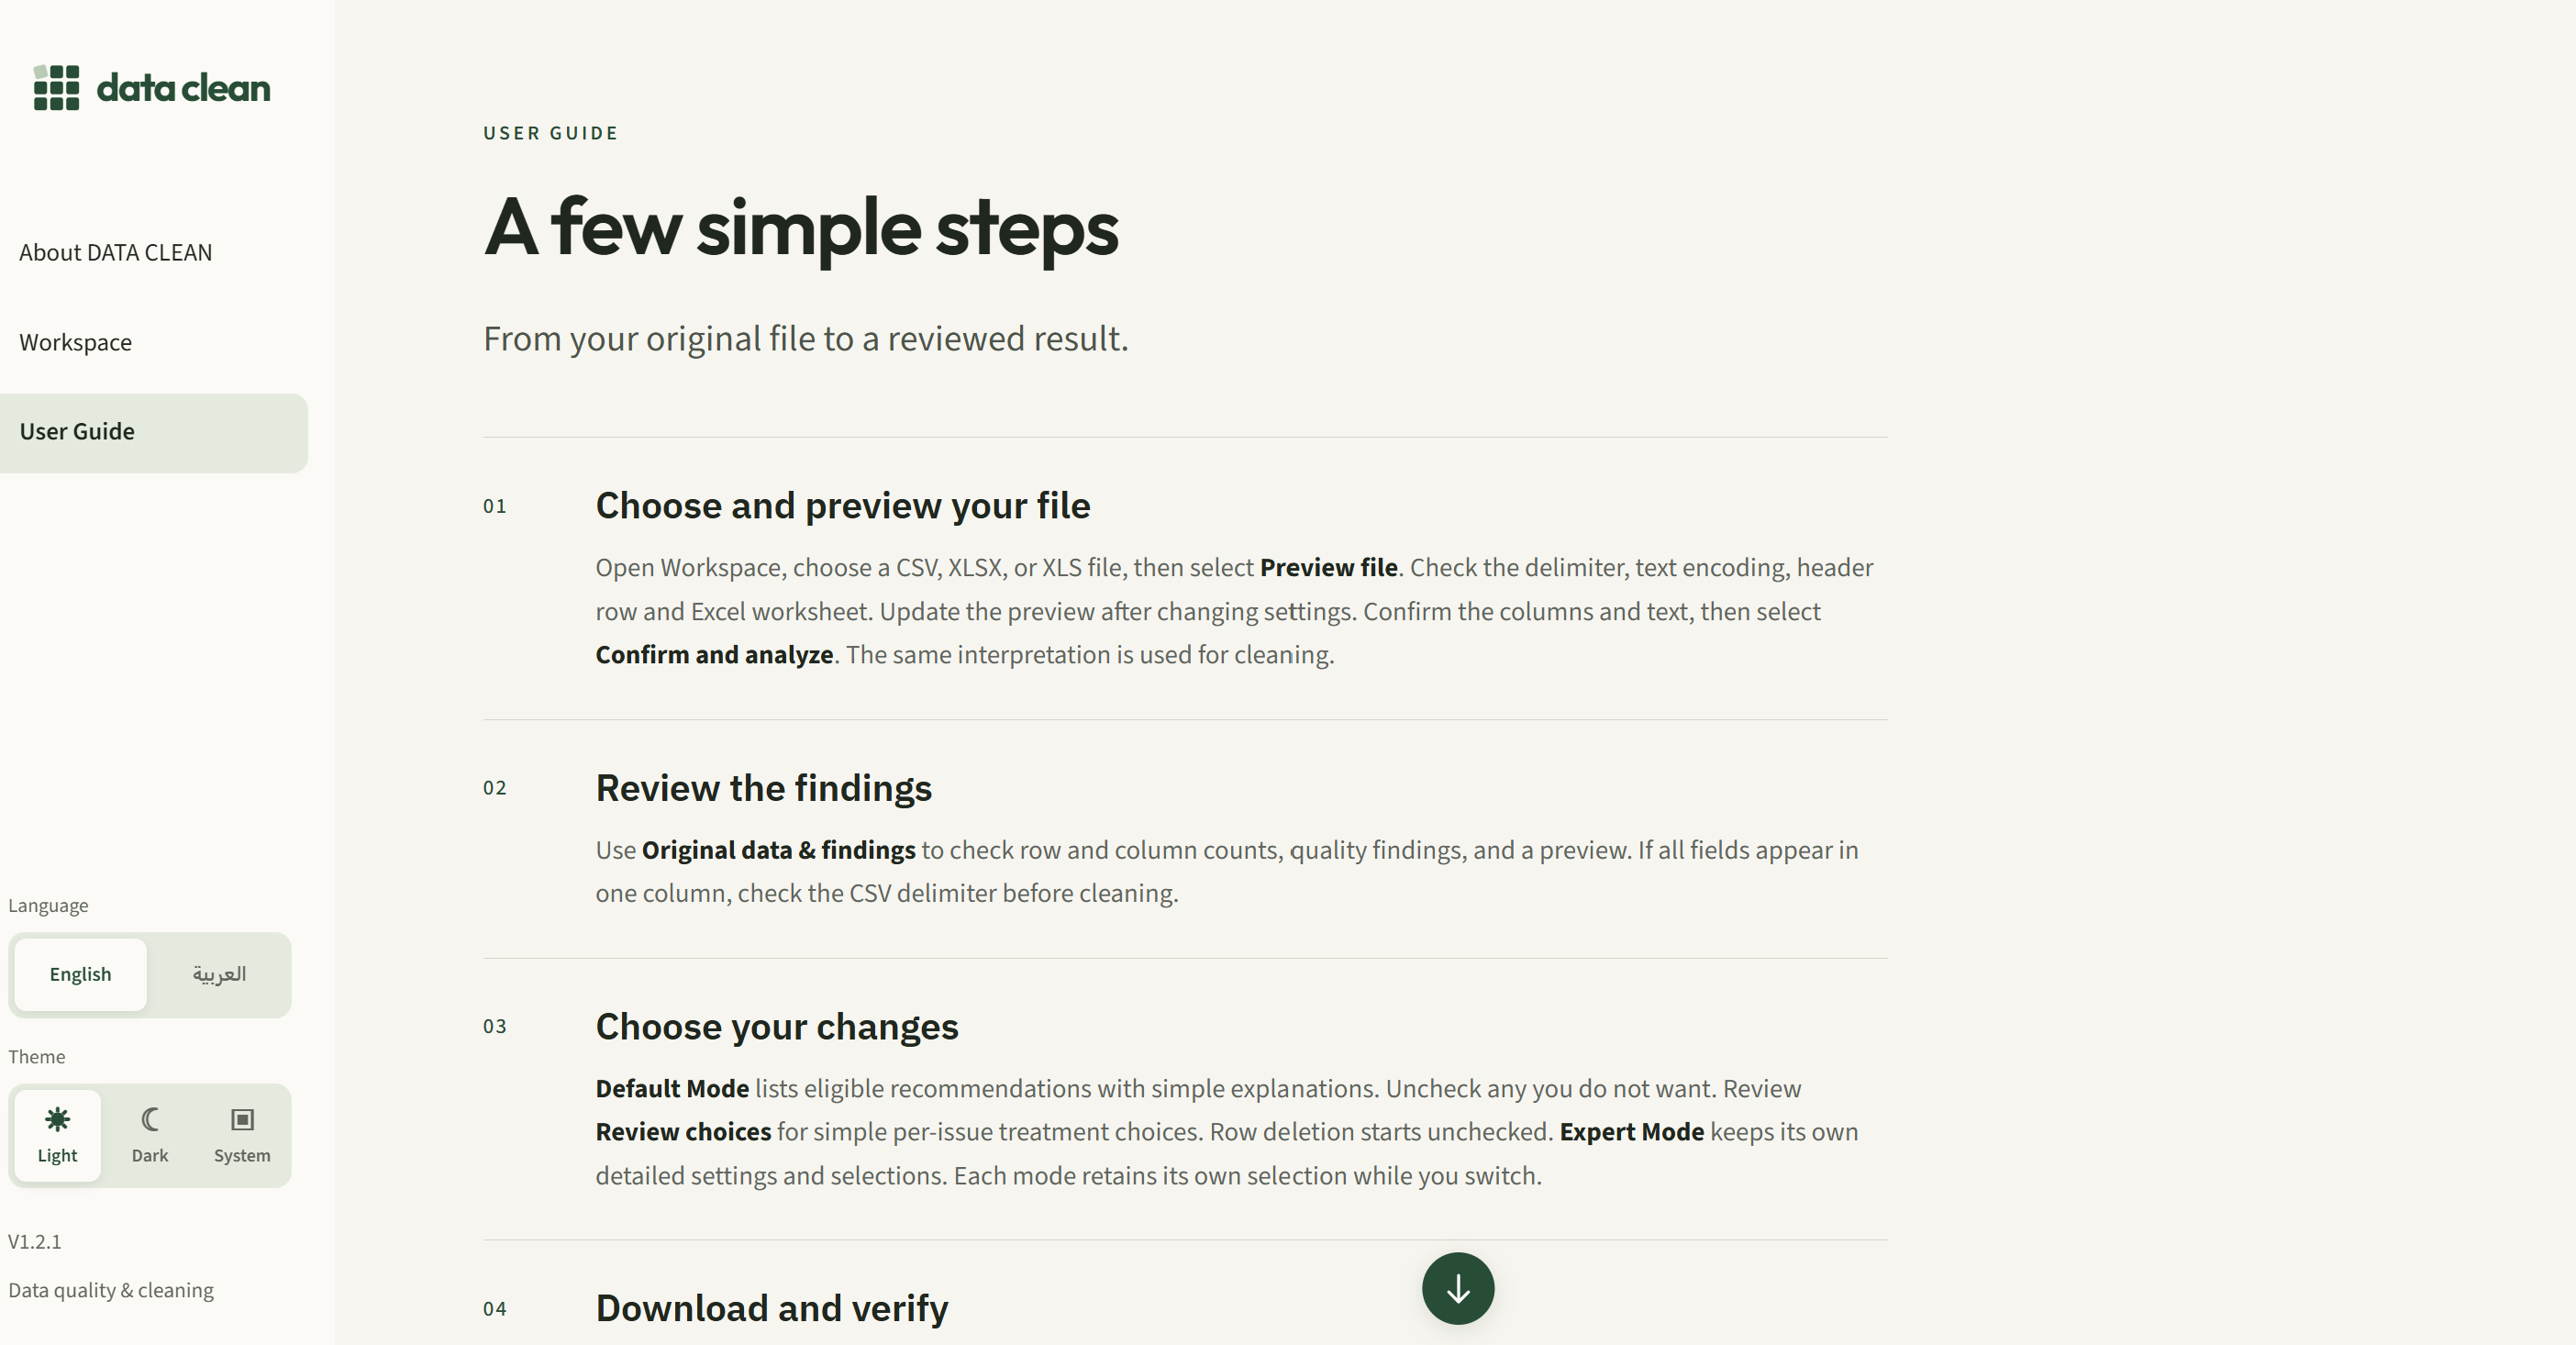 data clean
About DATA CLEAN
Workspace
User Guide
Language
English
العربية
Theme
Light
Dark
System
V1.2.1
Data quality & cleaning
USER GUIDE
A few simple steps
From your original file to a reviewed result.
01
Choose and preview your file
Open Workspace, choose a CSV, XLSX, or XLS file, then select Preview file. Check the delimiter, text encoding, header
row and Excel worksheet. Update the preview after changing settings. Confirm the columns and text, then select
Confirm and analyze. The same interpretation is used for cleaning.
02
Review the findings
Use Original data & findings to check row and column counts, quality findings, and a preview. If all fields appear in
one column, check the CSV delimiter before cleaning.
03
Choose your changes
Default Mode lists eligible recommendations with simple explanations. Uncheck any you do not want. Review
Review choices for simple per-issue treatment choices. Row deletion starts unchecked. Expert Mode keeps its own
detailed settings and selections. Each mode retains its own selection while you switch.
04
Download and verify